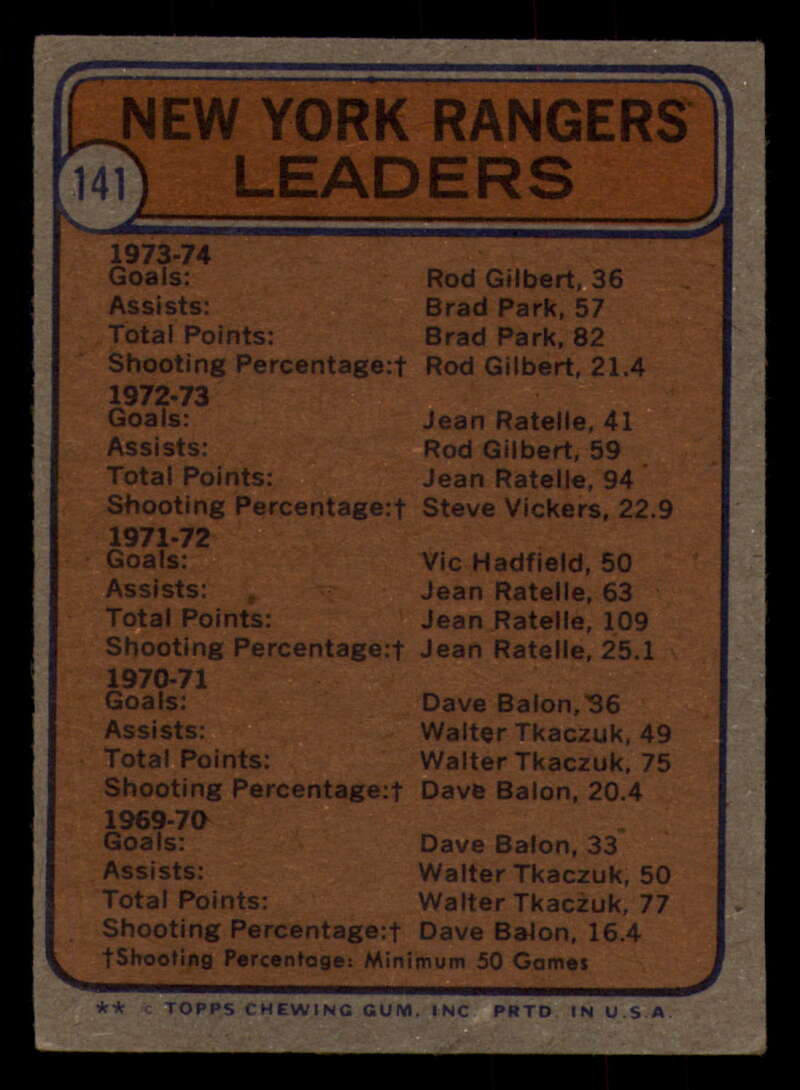 NEW YORK RANGERS
LEADERS
141
1973-74
Goals: Rod Gilbert, 36
Assists: Brad Park, 57
Total Points: Brad Park, 82
Shooting Percentage:† Rod Gilbert, 21.4
1972-73
Goals: Jean Ratelle, 41
Assists: Rod Gilbert, 59
Total Points: Jean Ratelle, 94
Shooting Percentage:† Steve Vickers, 22.9
1971-72
Goals: Vic Hadfield, 50
Assists: Jean Ratelle, 63
Total Points: Jean Ratelle, 109
Shooting Percentage:† Jean Ratelle, 25.1
1970-71
Goals: Dave Balon, 36
Assists: Walter Tkaczuk, 49
Total Points: Walter Tkaczuk, 75
Shooting Percentage:† Dave Balon, 20.4
1969-70
Goals: Dave Balon, 33
Assists: Walter Tkaczuk, 50
Total Points: Walter Tkaczuk, 77
Shooting Percentage:† Dave Balon, 16.4
†Shooting Percentage: Minimum 50 Games
** © TOPPS CHEWING GUM, INC. PRTD. IN U.S.A.